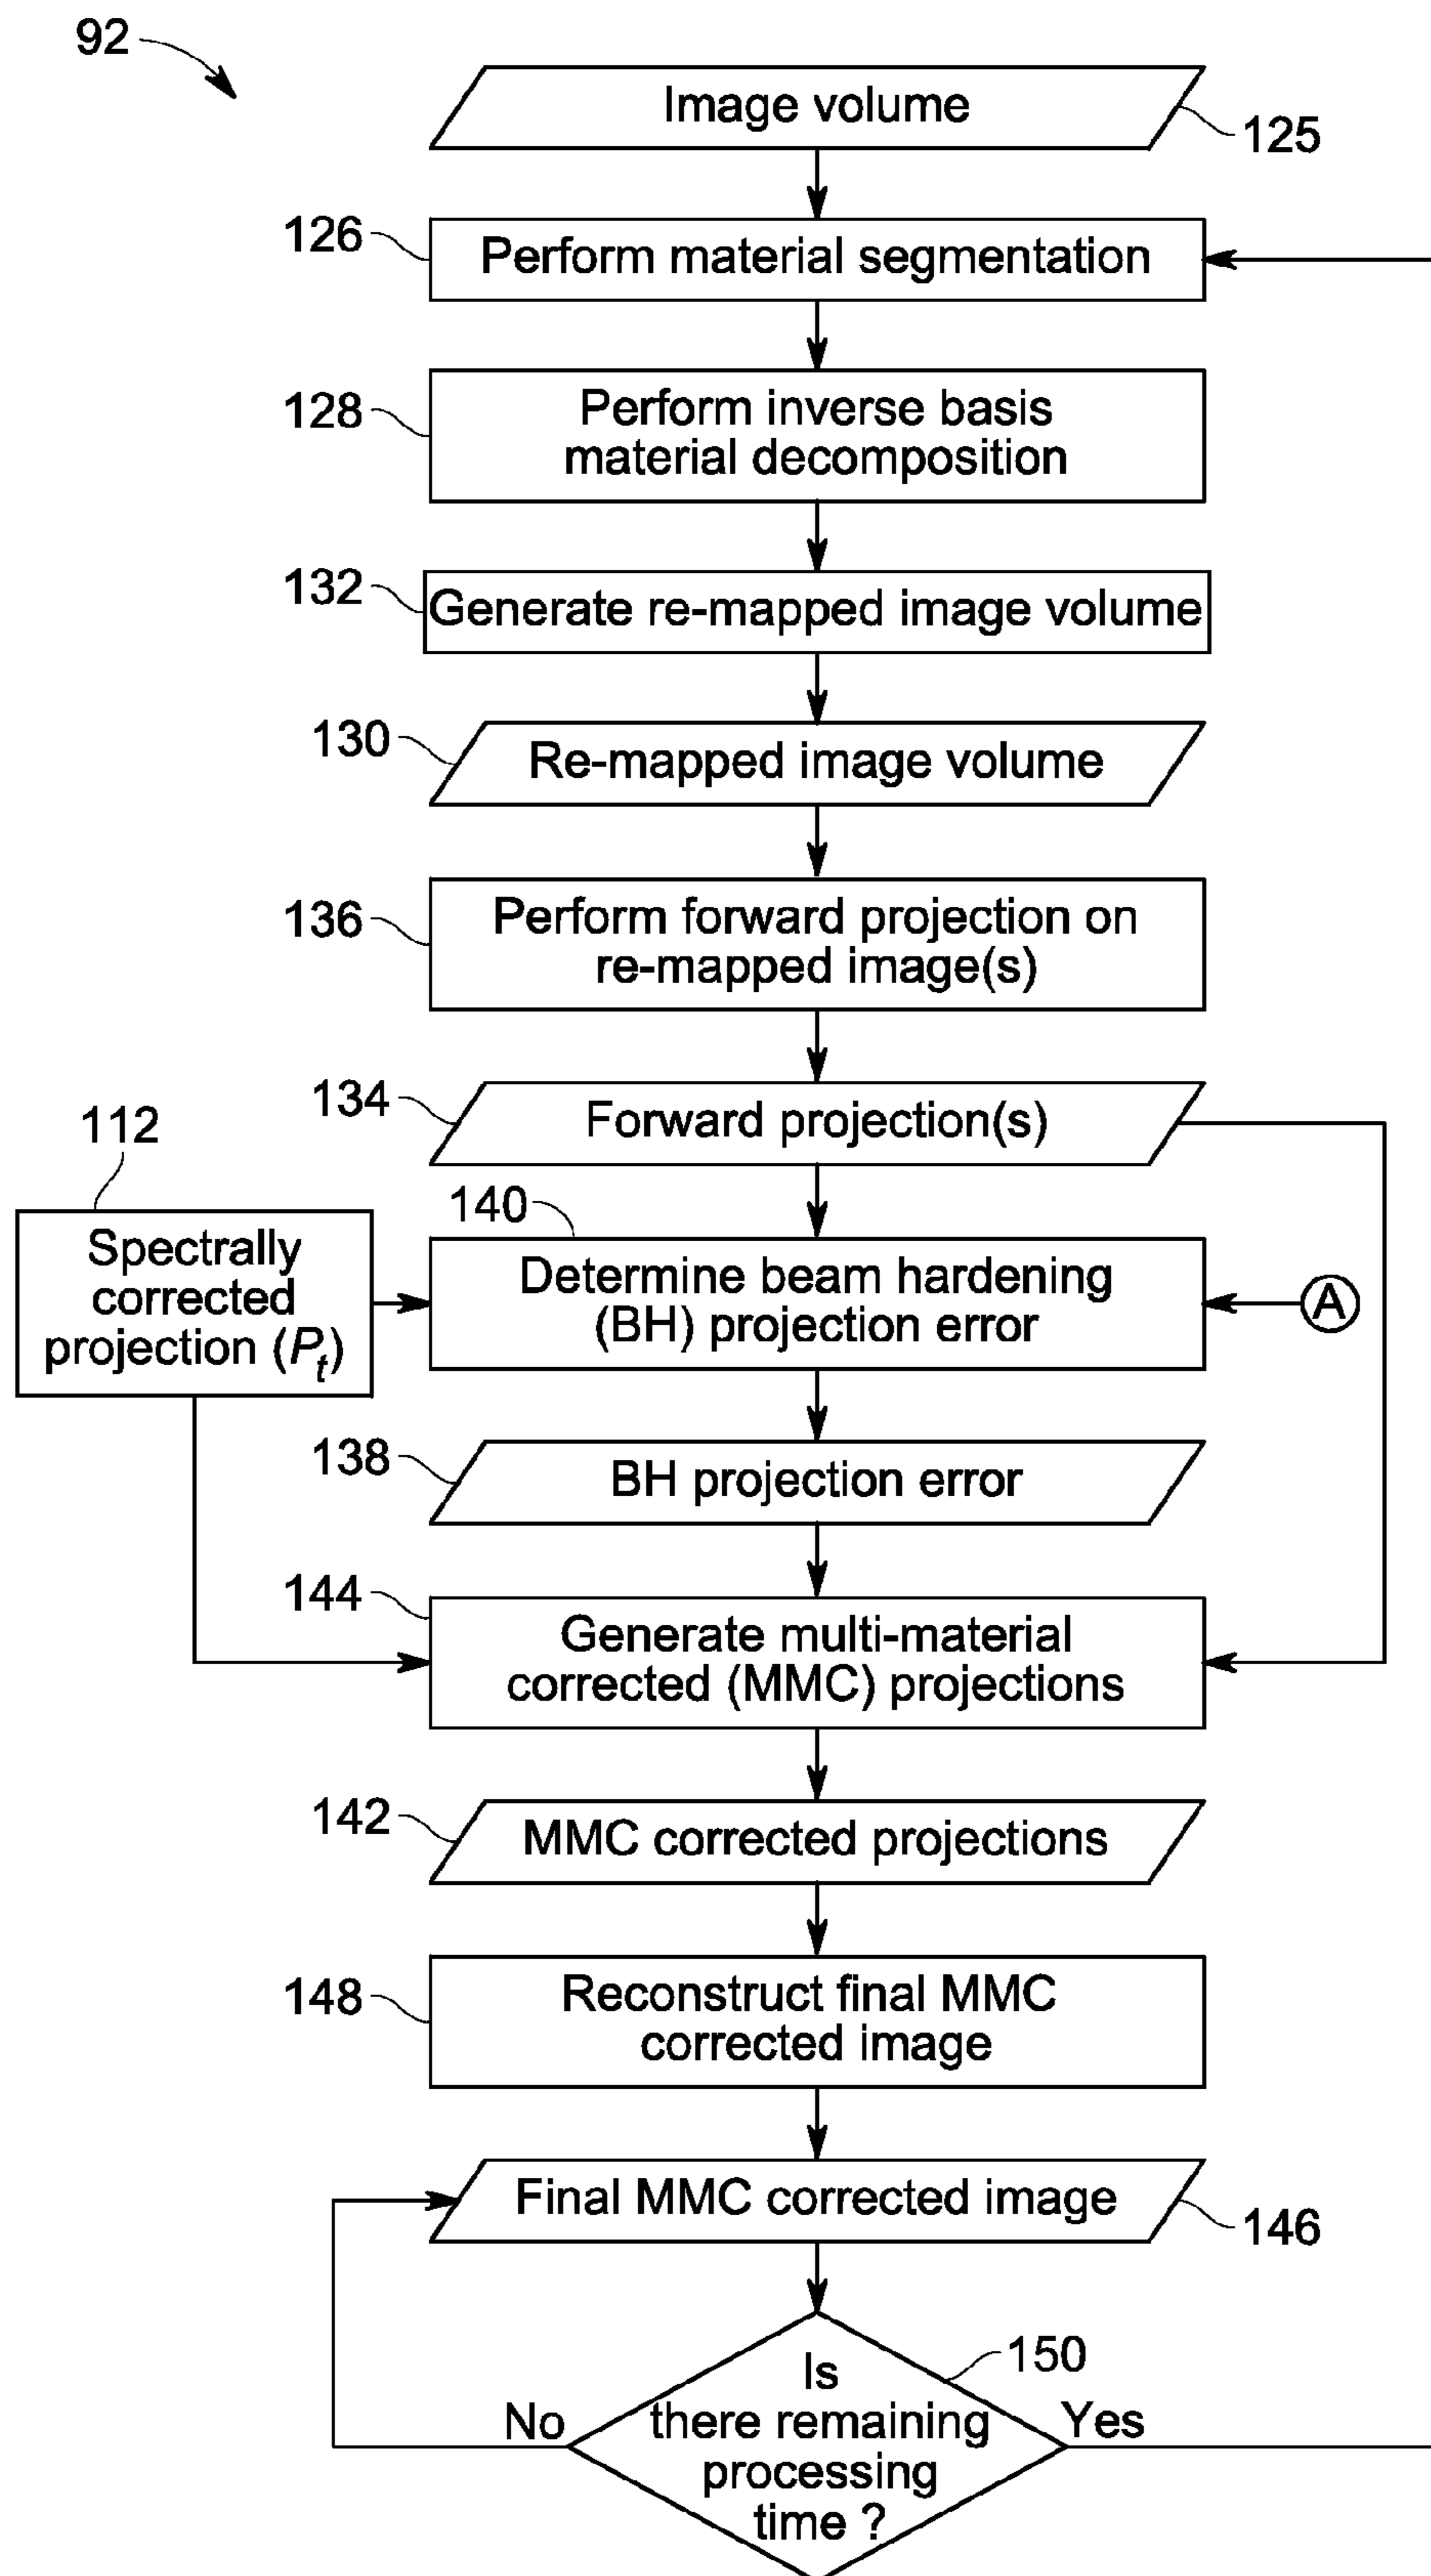 92
Image volume
125
126
Perform material segmentation
128
Perform inverse basis
material decomposition
132
Generate re-mapped image volume
130
Re-mapped image volume
136
Perform forward projection on
re-mapped image(s)
134
Forward projection(s)
112
Spectrally
corrected
projection (Pt)
140
Determine beam hardening
(BH) projection error
A
138
BH projection error
144
Generate multi-material
corrected (MMC) projections
142
MMC corrected projections
148
Reconstruct final MMC
corrected image
Final MMC corrected image
146
150
Is
there remaining
processing
time ?
No
Yes